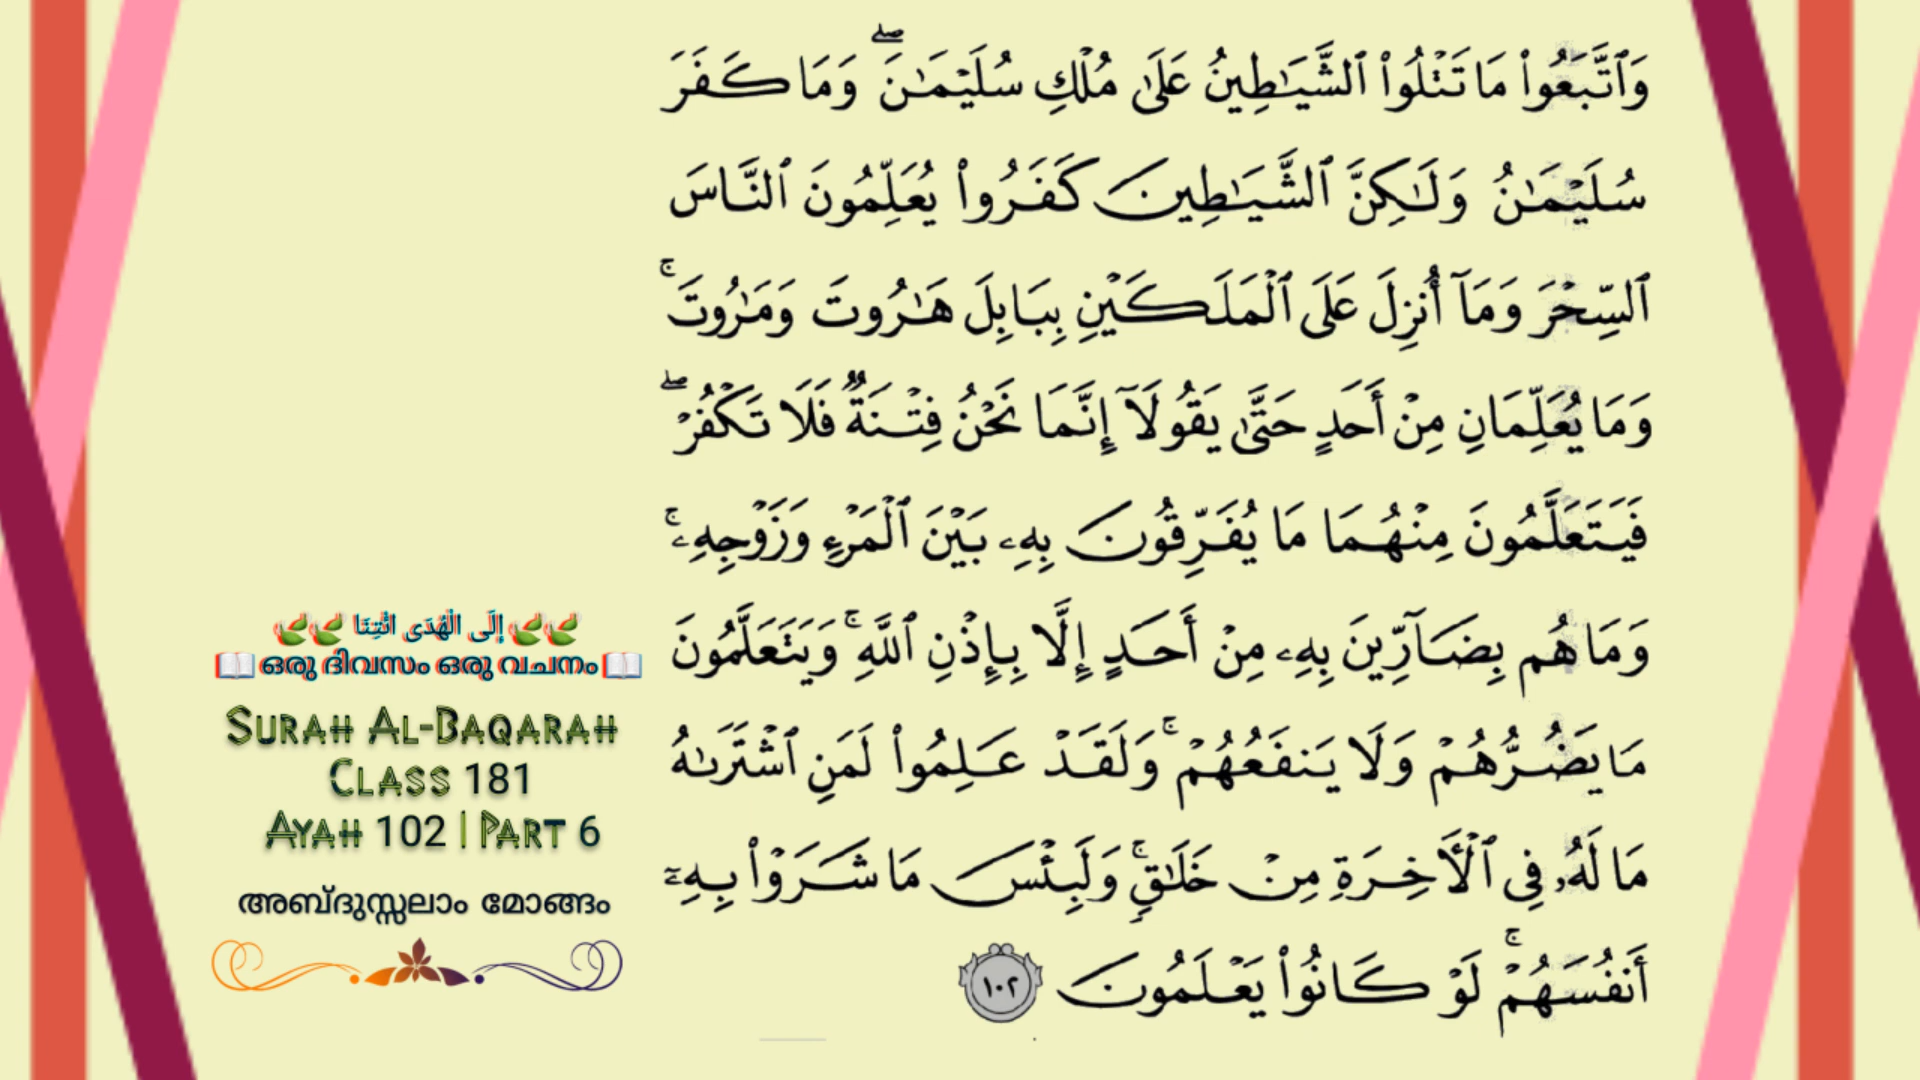 وَٱتَّبَعُوا۟ مَا تَتْلُوا۟ ٱلشَّيَـٰطِينُ عَلَىٰ مُلْكِ سُلَيْمَـٰنَ ۖ وَمَا كَفَرَ
سُلَيْمَـٰنُ وَلَـٰكِنَّ ٱلشَّيَـٰطِينَ كَفَرُوا۟ يُعَلِّمُونَ ٱلنَّاسَ
ٱلسِّحْرَ وَمَآ أُنزِلَ عَلَى ٱلْمَلَكَيْنِ بِبَابِلَ هَـٰرُوتَ وَمَـٰرُوتَ ۚ
وَمَا يُعَلِّمَانِ مِنْ أَحَدٍ حَتَّىٰ يَقُولَآ إِنَّمَا نَحْنُ فِتْنَةٌ فَلَا تَكْفُرْ ۖ
فَيَتَعَلَّمُونَ مِنْهُمَا مَا يُفَرِّقُونَ بِهِۦ بَيْنَ ٱلْمَرْءِ وَزَوْجِهِۦ ۚ
وَمَا هُم بِضَآرِّينَ بِهِۦ مِنْ أَحَدٍ إِلَّا بِإِذْنِ ٱللَّهِ ۚ وَيَتَعَلَّمُونَ
مَا يَضُرُّهُمْ وَلَا يَنفَعُهُمْ ۚ وَلَقَدْ عَلِمُوا۟ لَمَنِ ٱشْتَرَىٰهُ
مَا لَهُۥ فِى ٱلْـَٔاخِرَةِ مِنْ خَلَـٰقٍ ۚ وَلَبِئْسَ مَا شَرَوْا۟ بِهِۦٓ
أَنفُسَهُمْ ۚ لَوْ كَانُوا۟ يَعْلَمُونَ ١٠٢
إِلَى الْهُدَى ائْتِنَا
ഒരു ദിവസം ഒരു വചനം
Surah Al-Baqarah
Class 181
Ayah 102 | Part 6
അബ്ദുസ്സലാം മോങ്ങം